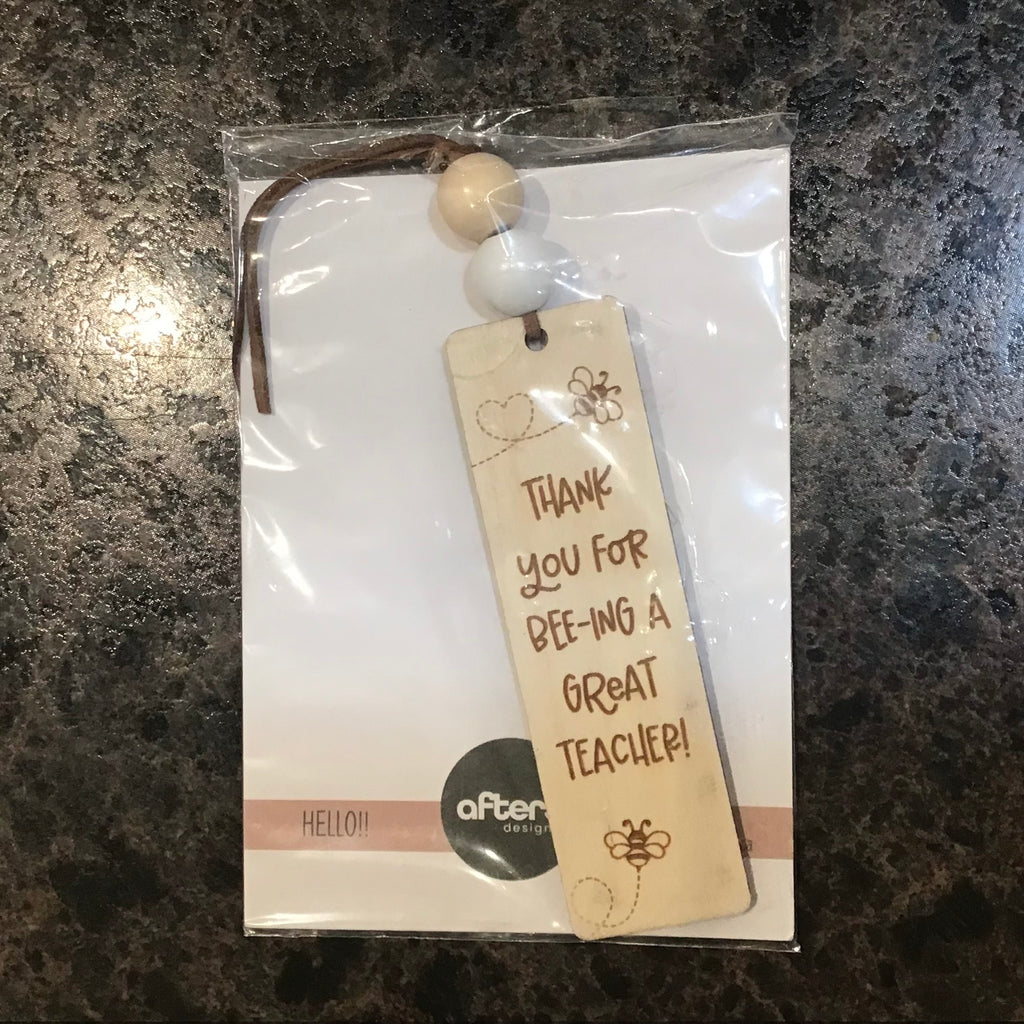 THANK
YOU FOR
BEE-ING A
GREAT
TEACHER!
HELLO!!
after
design